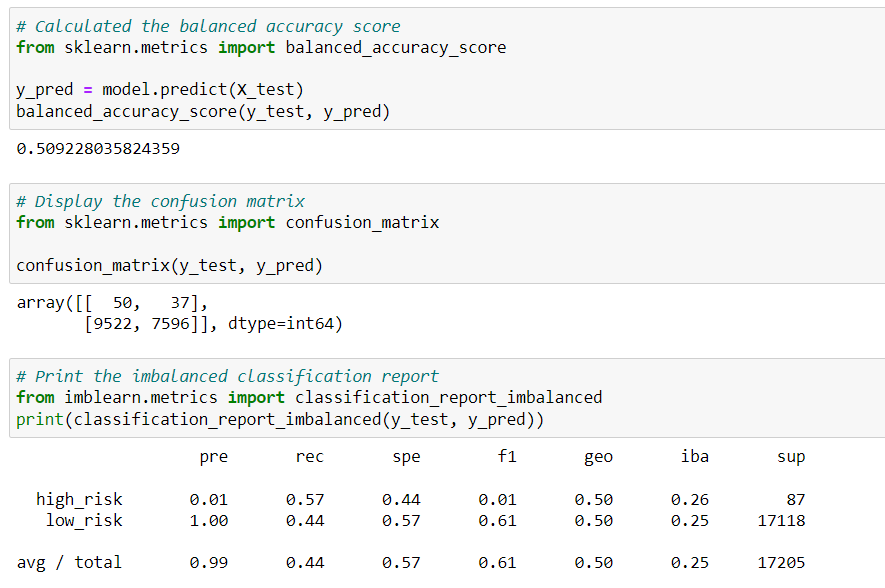 # Calculated the balanced accuracy score
from sklearn.metrics import balanced_accuracy_score
y_pred = model.predict(X_test)
balanced_accuracy_score(y_test, y_pred)
0.509228035824359
# Display the confusion matrix
from sklearn.metrics import confusion_matrix
confusion_matrix(y_test, y_pred)
array([[  50,   37],
       [9522, 7596]], dtype=int64)
# Print the imbalanced classification report
from imblearn.metrics import classification_report_imbalanced
print(classification_report_imbalanced(y_test, y_pred))
pre rec spe f1 geo iba sup
high_risk 0.01 0.57 0.44 0.01 0.50 0.26 87
low_risk 1.00 0.44 0.57 0.61 0.50 0.25 17118
avg / total 0.99 0.44 0.57 0.61 0.50 0.25 17205